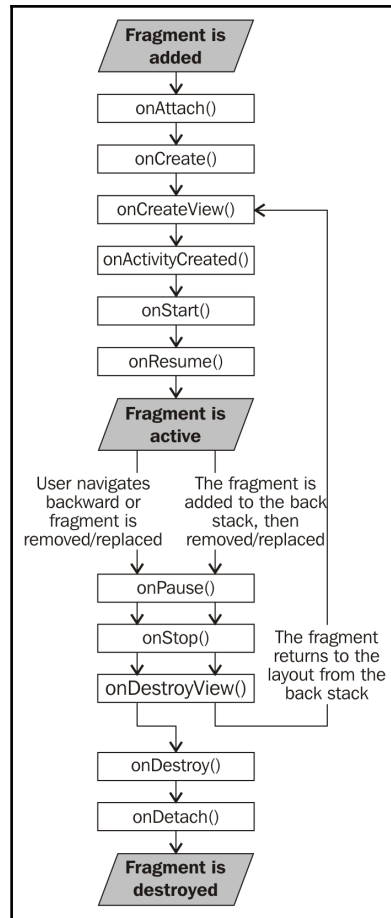 Fragment is
added
onAttach()
onCreate()
onCreateView()
onActivityCreated()
onStart()
onResume()
Fragment is
active
User navigates
backward or
fragment is
removed/replaced
The fragment is
added to the back
stack, then
removed/replaced
onPause()
onStop()
onDestroyView()
The fragment
returns to the
layout from the
back stack
onDestroy()
onDetach()
Fragment is
destroyed